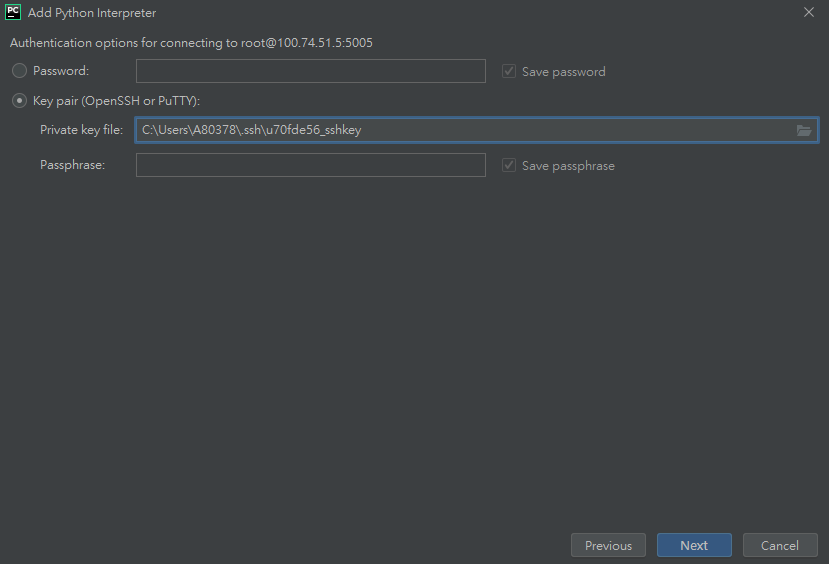 PC Add Python Interpreter
Authentication options for connecting to root@100.74.51.5:5005
Password:
Save password
Key pair (OpenSSH or PuTTY):
Private key file: C:\Users\A80378\.ssh\u70fde56_sshkey
Passphrase:
Save passphrase
Previous Next Cancel